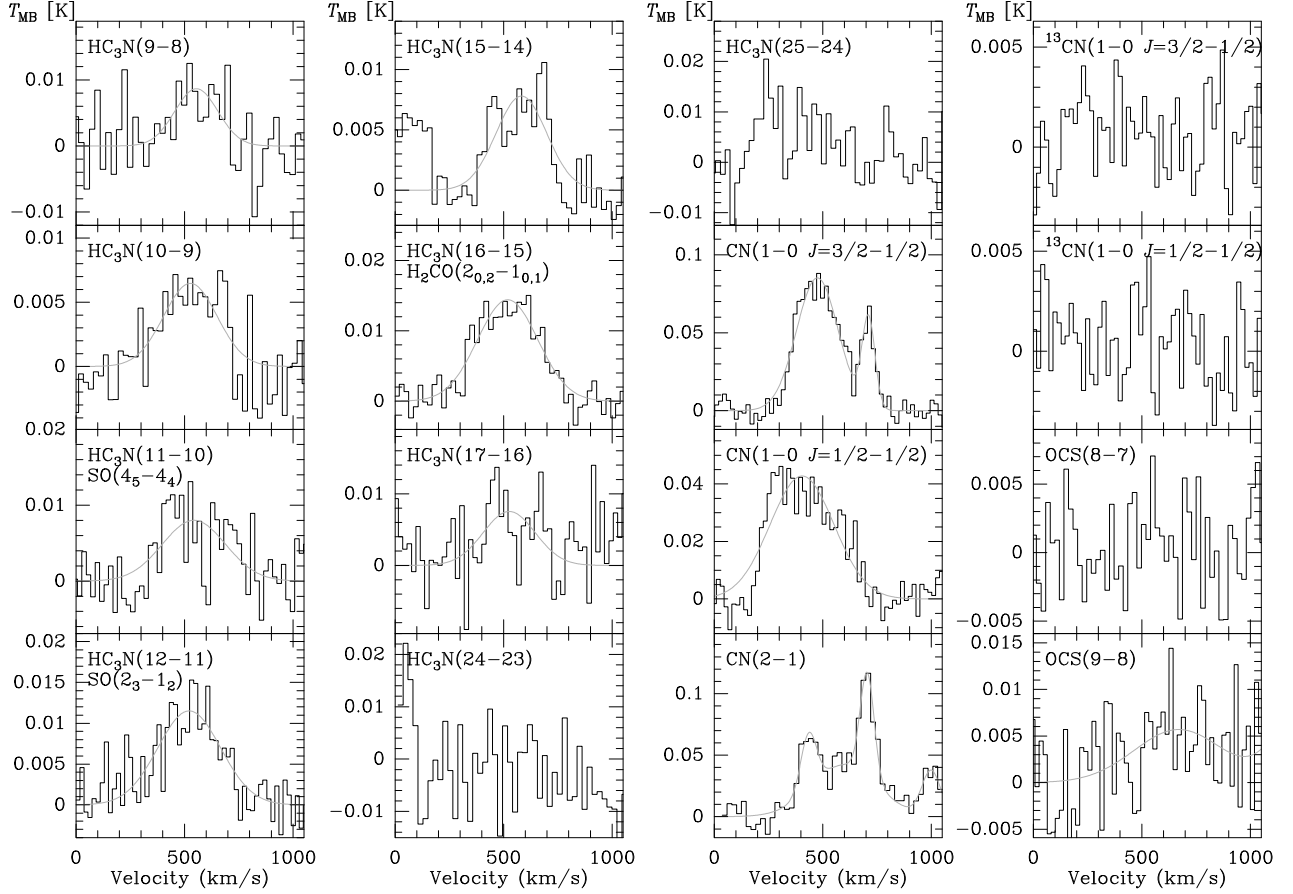 T_MB [K] T_MB [K] T_MB [K] T_MB [K]
HC₃N(9−8)
0.01
0
−0.01
HC₃N(15−14)
0.01
0.005
0
HC₃N(25−24)
0.02
0.01
0
−0.01
¹³CN(1−0 J=3/2−1/2)
0.005
0
HC₃N(10−9)
0.01
0.005
0
HC₃N(16−15)
H₂CO(2₀,₂−1₀,₁)
0.02
0.01
0
CN(1−0 J=3/2−1/2)
0.1
0.05
0
¹³CN(1−0 J=1/2−1/2)
0.005
0
HC₃N(11−10)
SO(4₅−4₄)
0.02
0.01
0
HC₃N(17−16)
0.01
0
CN(1−0 J=1/2−1/2)
0.04
0.02
0
OCS(8−7)
0.005
0
−0.005
HC₃N(12−11)
SO(2₃−1₂)
0.02
0.015
0.01
0.005
0
HC₃N(24−23)
0.02
0.01
0
−0.01
CN(2−1)
0.1
0.05
0
OCS(9−8)
0.015
0.01
0.005
0
−0.005
0 500 1000 0 500 1000 0 500 1000 0 500 1000
Velocity (km/s) Velocity (km/s) Velocity (km/s) Velocity (km/s)